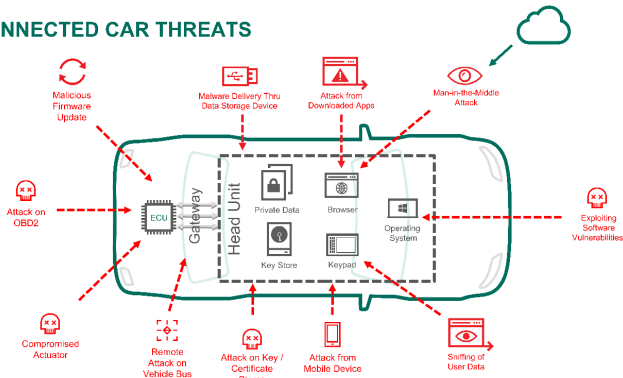 NNECTED CAR THREATS
Malicious
Firmware
Update
Malware Delivery Thru
Data Storage Device
Attack from
Downloaded Apps
Man-in-the-Middle
Attack
Attack on
OBD2
ECU
Gateway
Head Unit
Private Data
Browser
Operating
System
Key Store
Keypad
Exploiting
Software
Vulnerabilities
Compromised
Actuator
Remote
Attack on
Vehicle Bus
Attack on Key /
Certificate
Attack from
Mobile Device
Sniffing of
User Data